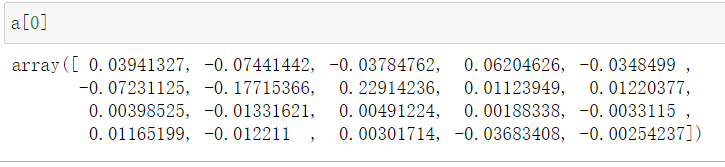 a[0]
array([ 0.03941327, -0.07441442, -0.03784762,  0.06204626, -0.0348499 ,
       -0.07231125, -0.17715366,  0.22914236,  0.01123949,  0.01220377,
        0.00398525, -0.01331621,  0.00491224,  0.00188338, -0.0033115 ,
        0.01165199, -0.012211  ,  0.00301714, -0.03683408, -0.00254237])